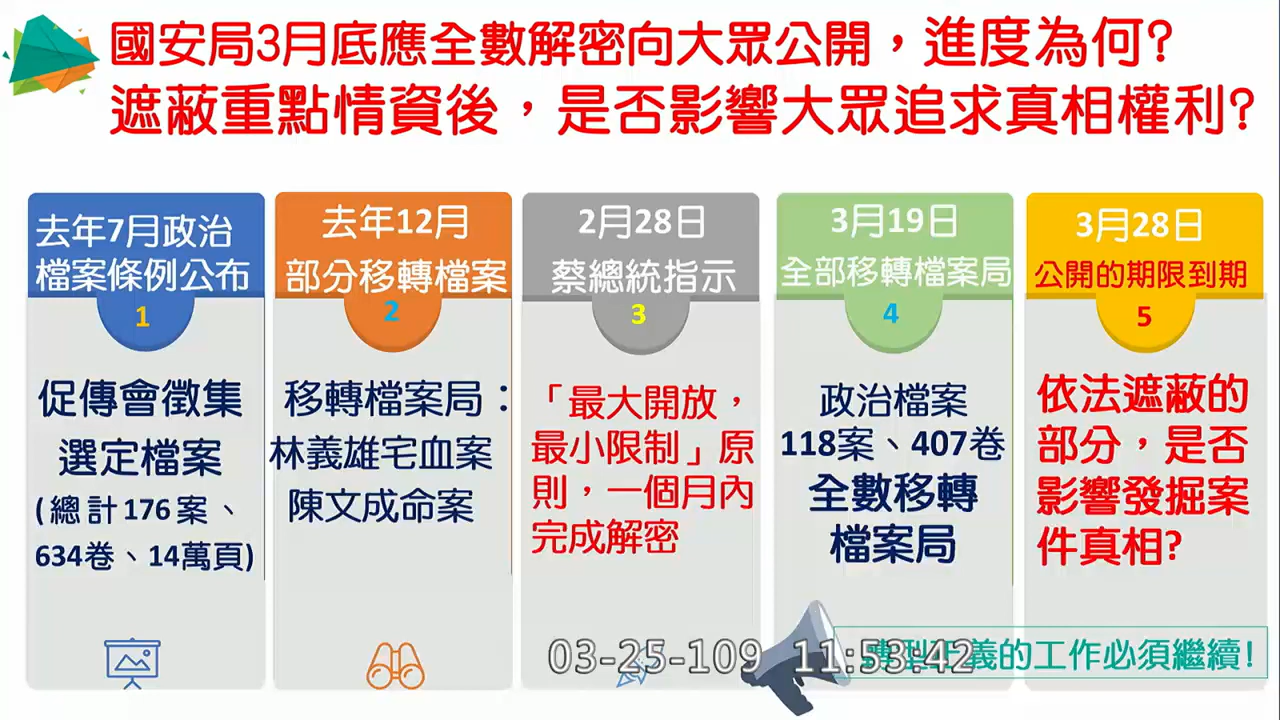 國安局3月底應全數解密向大眾公開，進度為何?
遮蔽重點情資後，是否影響大眾追求真相權利?
去年7月政治
檔案條例公布
1
促傳會徵集
選定檔案
(總計176案、
634卷、14萬頁)
去年12月
部分移轉檔案
2
移轉檔案局：
林義雄宅血案
陳文成命案
2月28日
蔡總統指示
3
「最大開放，
最小限制」原
則，一個月內
完成解密
3月19日
全部移轉檔案局
4
政治檔案
118案、407卷
全數移轉
檔案局
3月28日
公開的期限到期
5
依法遮蔽的
部分，是否
影響發掘案
件真相?
轉型正義的工作必須繼續!
03-25-109 11:53:42